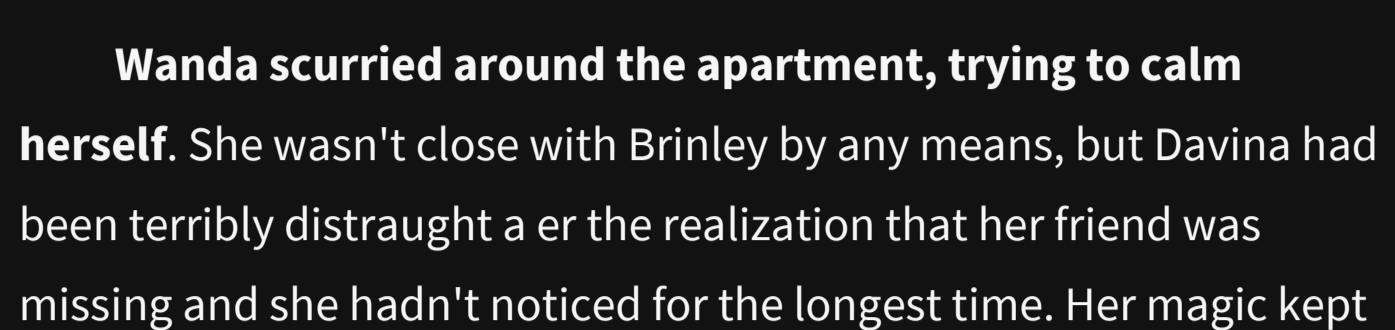 Wanda scurried around the apartment, trying to calm
herself. She wasn't close with Brinley by any means, but Davina had
been terribly distraught a er the realization that her friend was
missing and she hadn't noticed for the longest time. Her magic kept